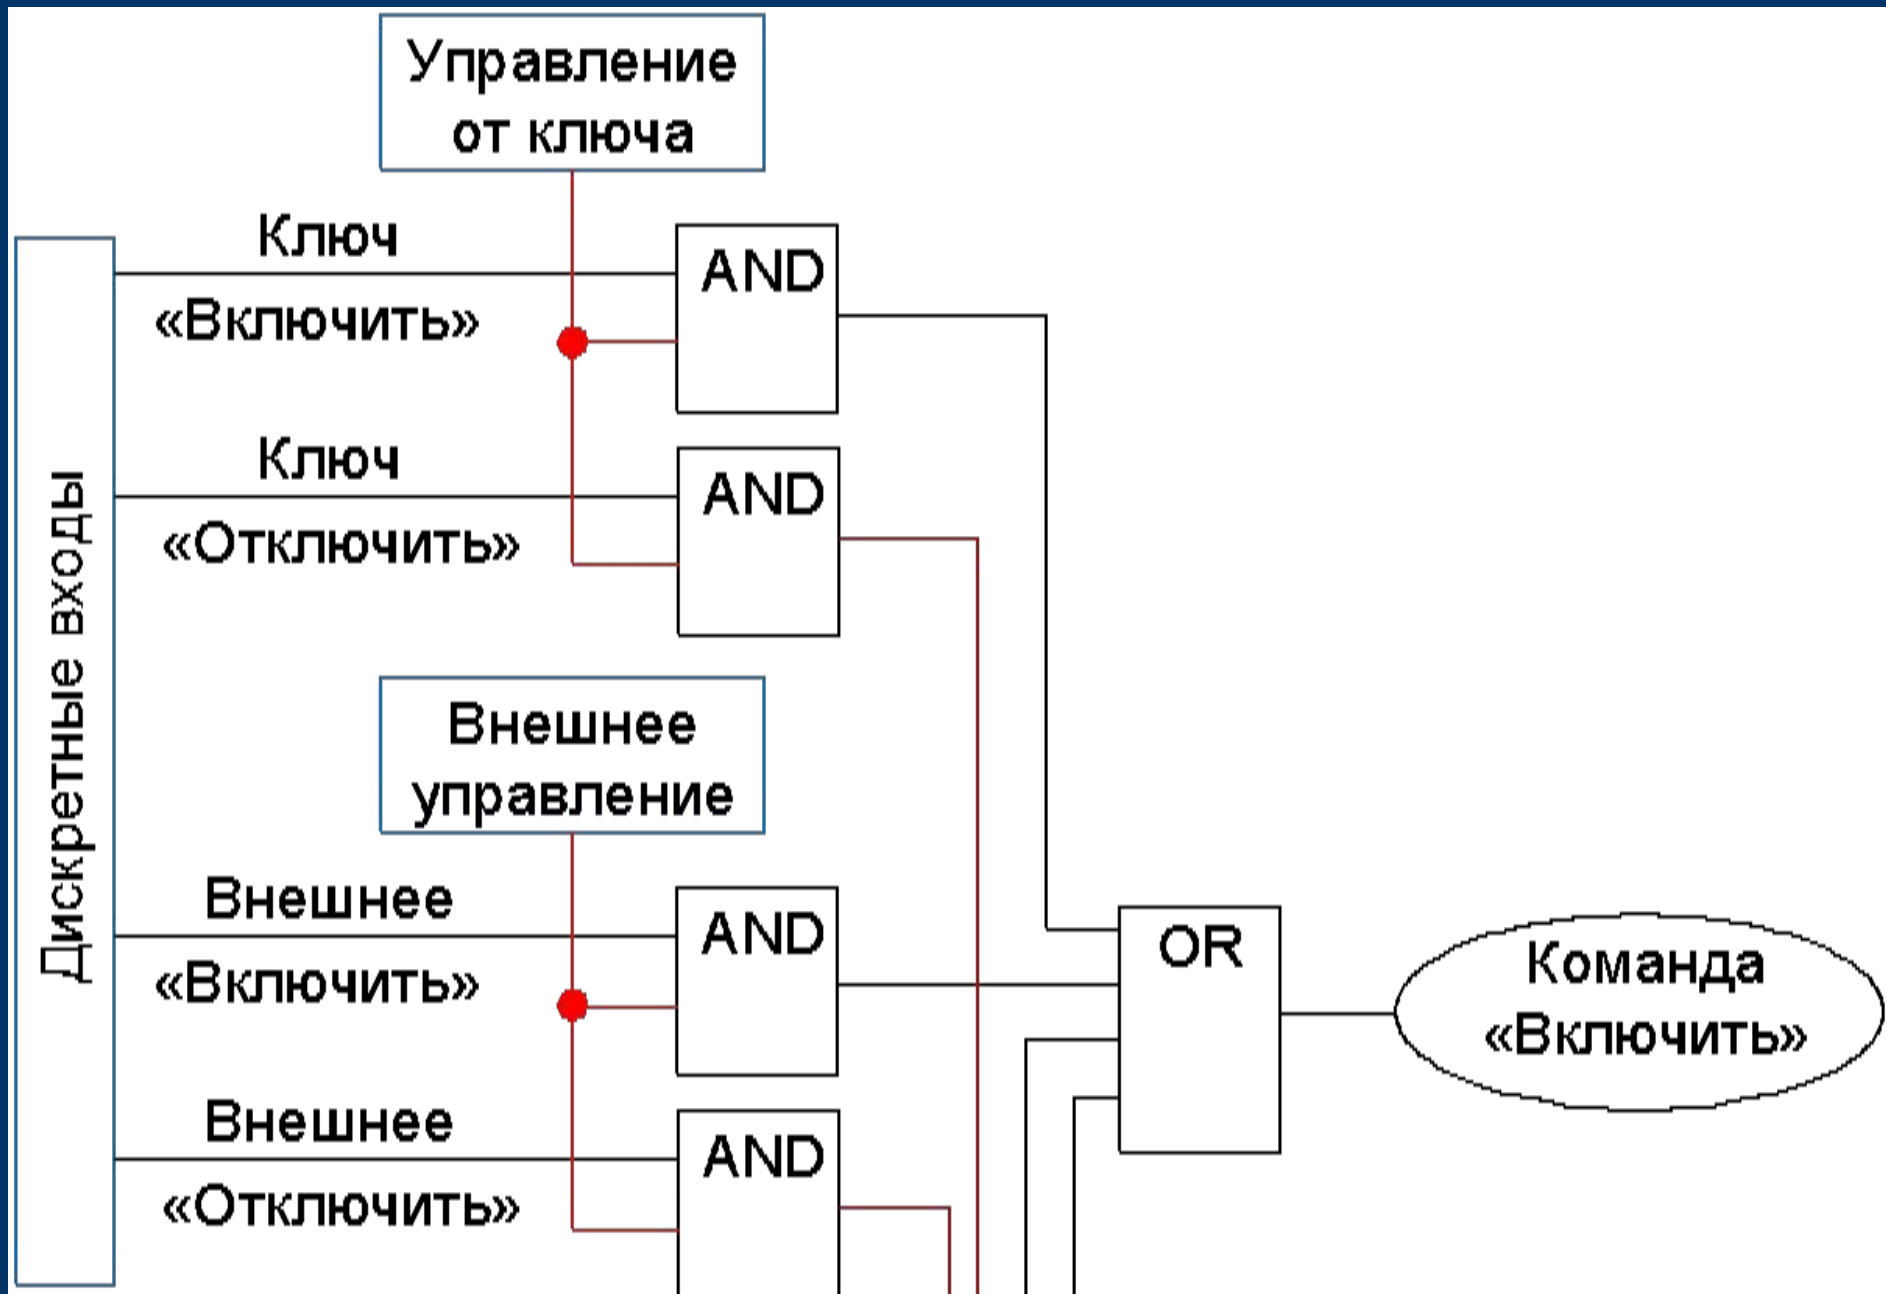 Управление
от ключа
Ключ
«Включить»
AND
Ключ
«Отключить»
AND
Дискретные входы
Внешнее
управление
Внешнее
«Включить»
AND
OR
Команда
«Включить»
Внешнее
«Отключить»
AND